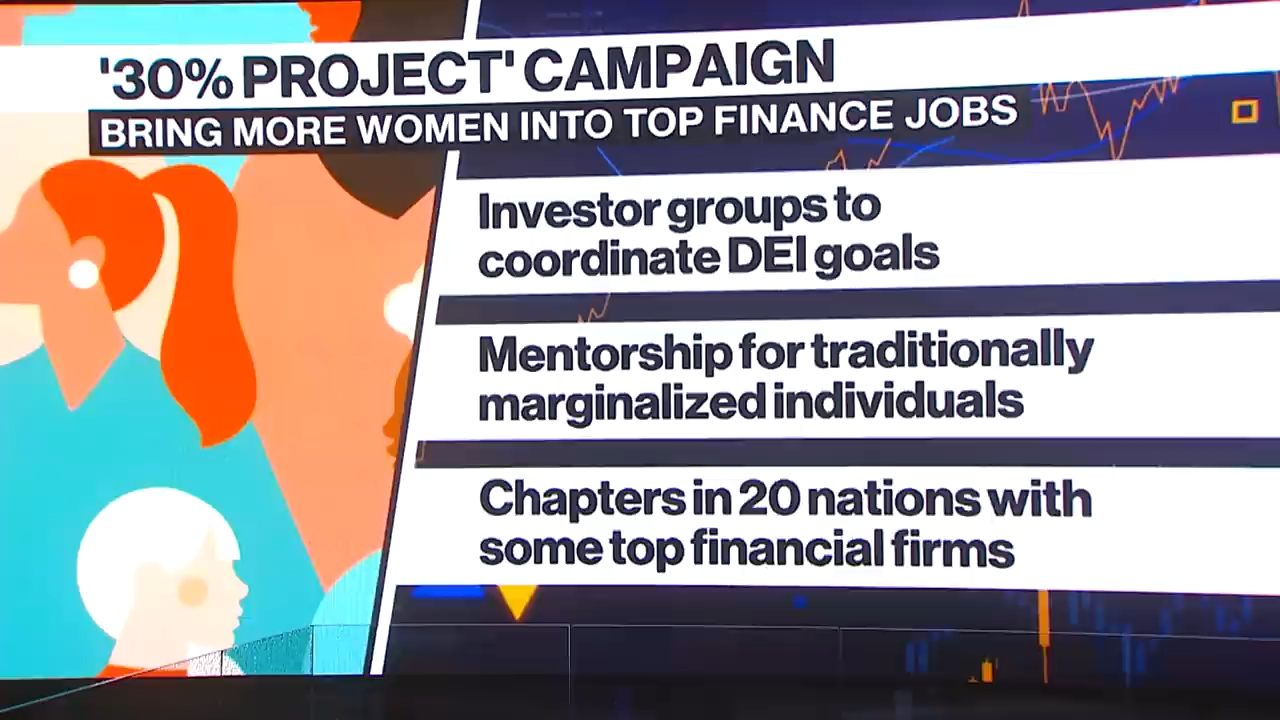 '30% PROJECT' CAMPAIGN
BRING MORE WOMEN INTO TOP FINANCE JOBS
Investor groups to
coordinate DEI goals
Mentorship for traditionally
marginalized individuals
Chapters in 20 nations with
some top financial firms